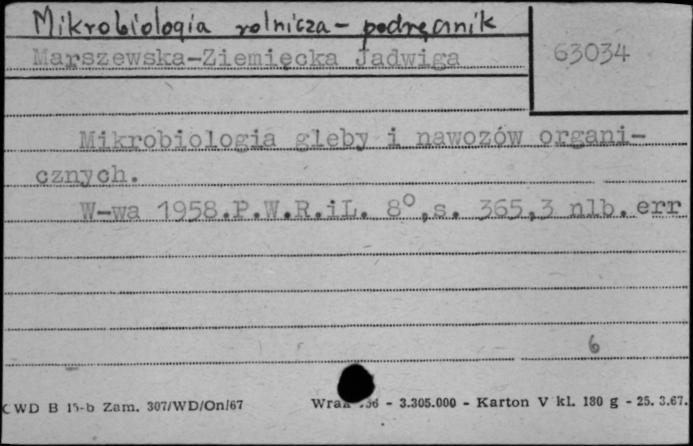 Mikrobiologia rolnicza - podręcznik
Marszewska-Ziemięcka Jadwiga
63034
Mikrobiologia gleby i nawozów organi-
cznych.
W-wa 1958.P.W.R.iL. 8°,s. 365,3 nlb. err
6
CWD B 15-b Zam. 307/WD/On/67
- 3.305.000 - Karton V kl. 180 g - 25. 3.67.